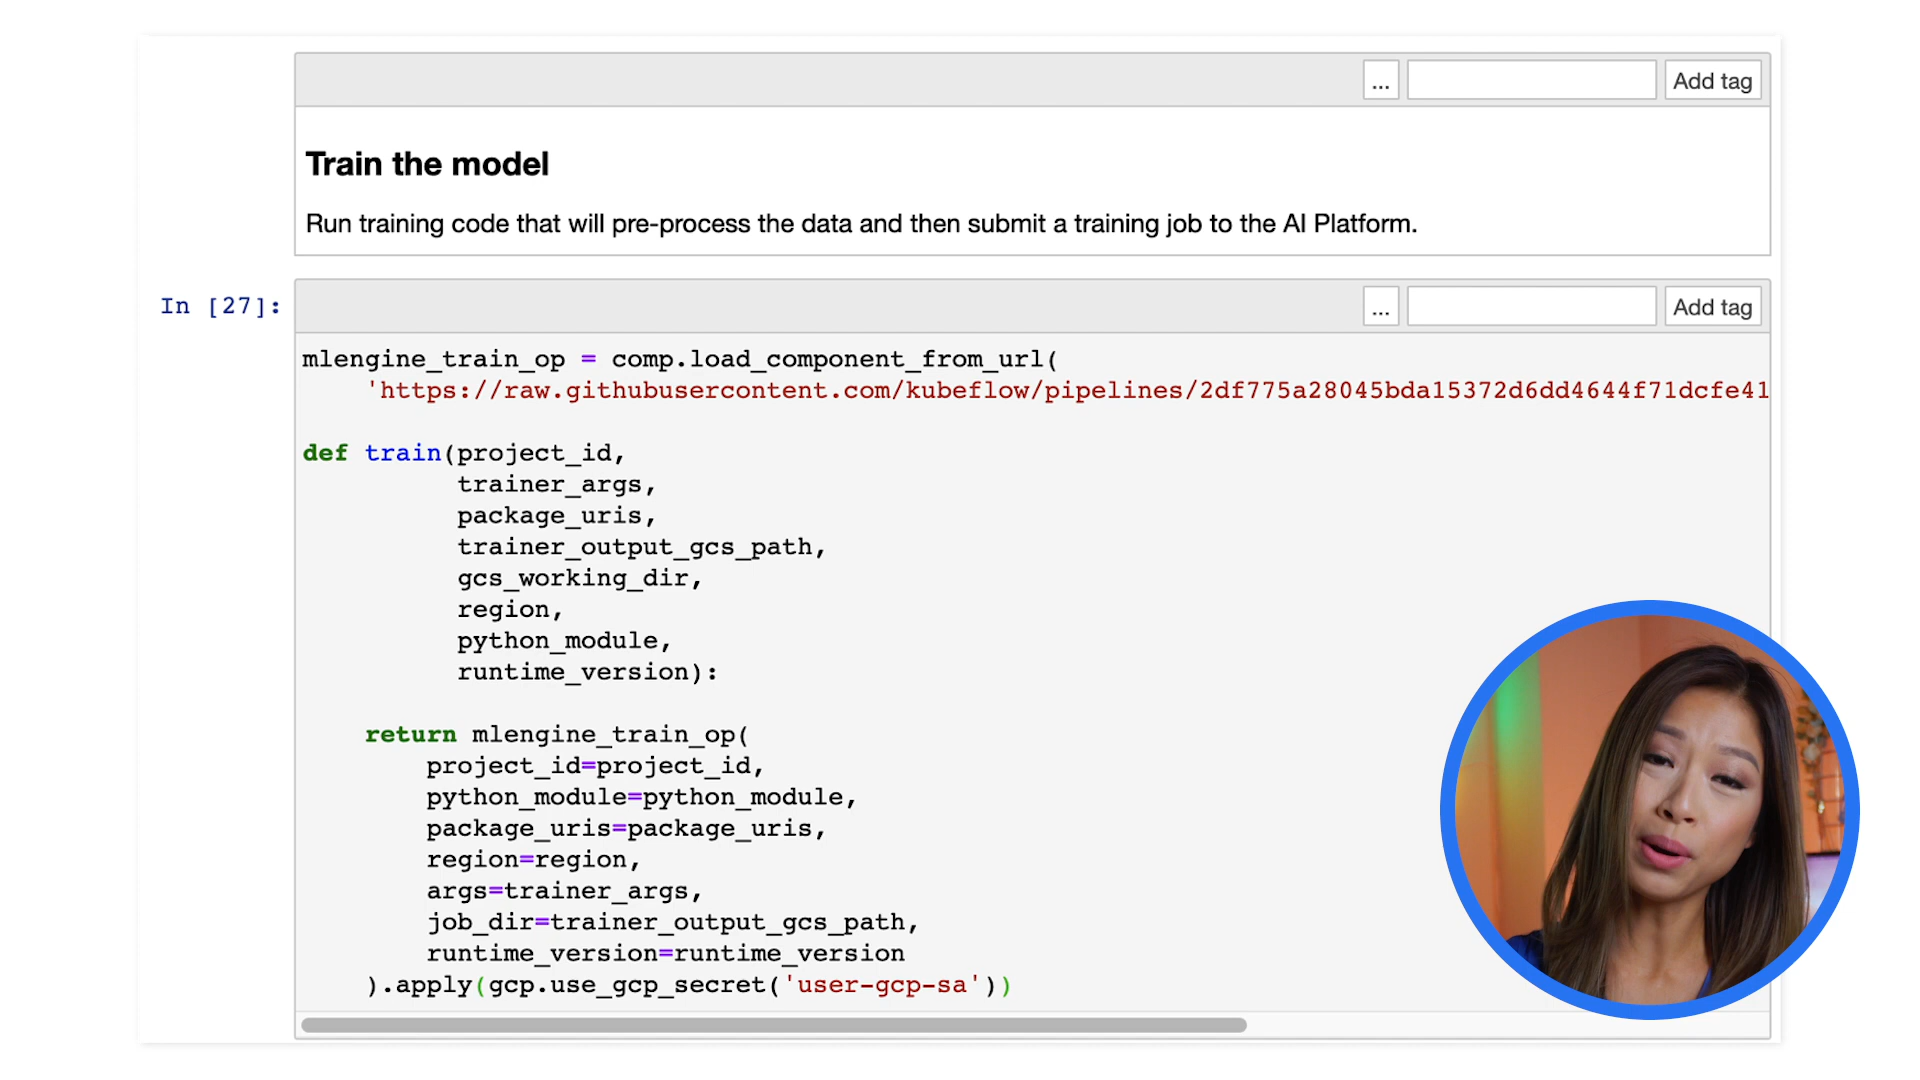 ... Add tag
Train the model
Run training code that will pre-process the data and then submit a training job to the AI Platform.
In [27]:
... Add tag
mlengine_train_op = comp.load_component_from_url(
'https://raw.githubusercontent.com/kubeflow/pipelines/2df775a28045bda15372d6dd4644f71dcfe41
def train(project_id,
trainer_args,
package_uris,
trainer_output_gcs_path,
gcs_working_dir,
region,
python_module,
runtime_version):
return mlengine_train_op(
project_id=project_id,
python_module=python_module,
package_uris=package_uris,
region=region,
args=trainer_args,
job_dir=trainer_output_gcs_path,
runtime_version=runtime_version
).apply(gcp.use_gcp_secret('user-gcp-sa'))